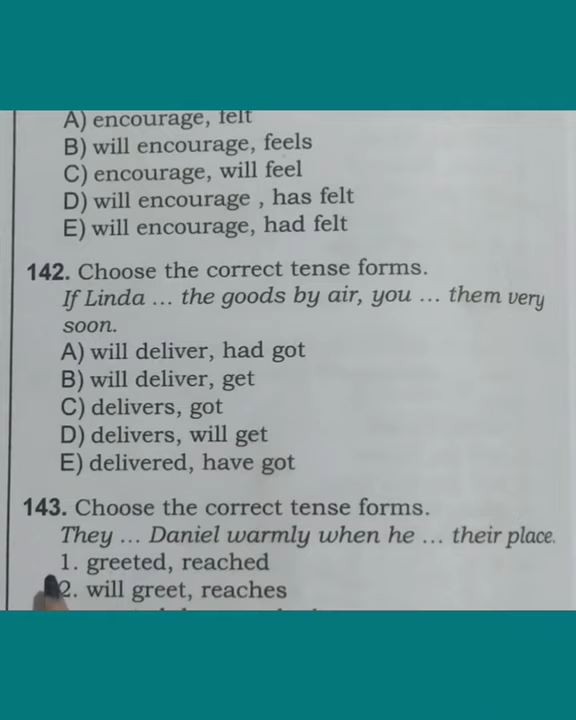 A) encourage, felt
B) will encourage, feels
C) encourage, will feel
D) will encourage , has felt
E) will encourage, had felt
142. Choose the correct tense forms.
If Linda ... the goods by air, you ... them very
soon.
A) will deliver, had got
B) will deliver, get
C) delivers, got
D) delivers, will get
E) delivered, have got
143. Choose the correct tense forms.
They ... Daniel warmly when he ... their place.
1. greeted, reached
2. will greet, reaches